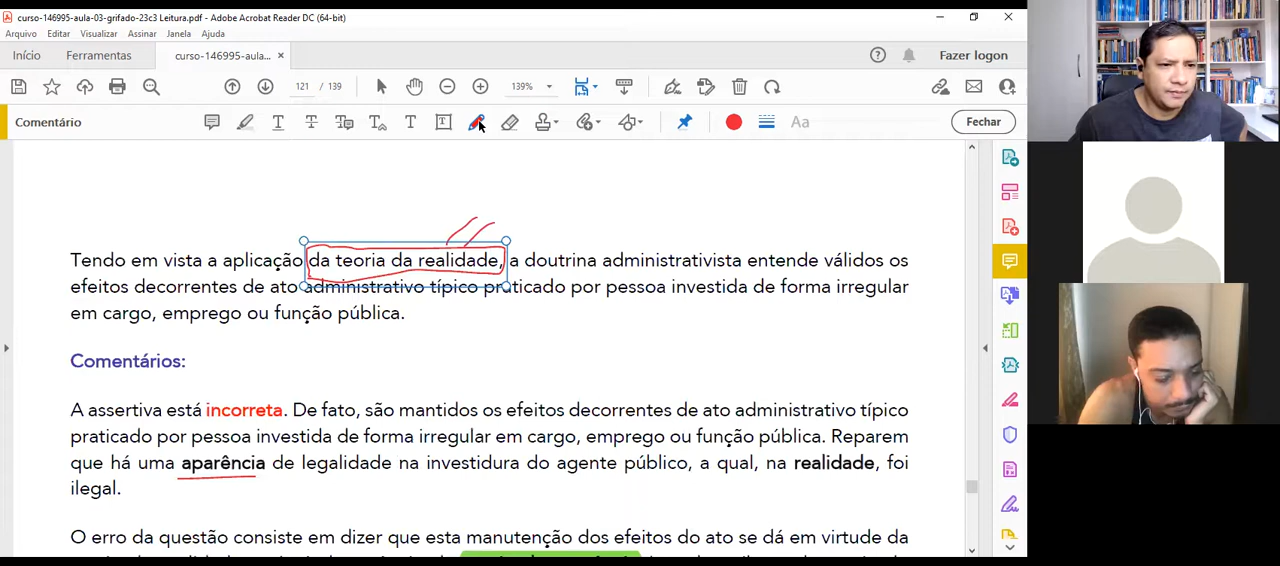 curso-146995-aula-03-grifado-23c3 Leitura.pdf - Adobe Acrobat Reader DC (64-bit)
Arquivo Editar Visualizar Assinar Janela Ajuda
Início Ferramentas curso-146995-aula... × Fazer logon
121 / 139 139%
Comentário Aa Fechar
Tendo em vista a aplicação da teoria da realidade, a doutrina administrativista entende válidos os
efeitos decorrentes de ato administrativo típico praticado por pessoa investida de forma irregular
em cargo, emprego ou função pública.
Comentários:
A assertiva está incorreta. De fato, são mantidos os efeitos decorrentes de ato administrativo típico
praticado por pessoa investida de forma irregular em cargo, emprego ou função pública. Reparem
que há uma aparência de legalidade na investidura do agente público, a qual, na realidade, foi
ilegal.
O erro da questão consiste em dizer que esta manutenção dos efeitos do ato se dá em virtude da